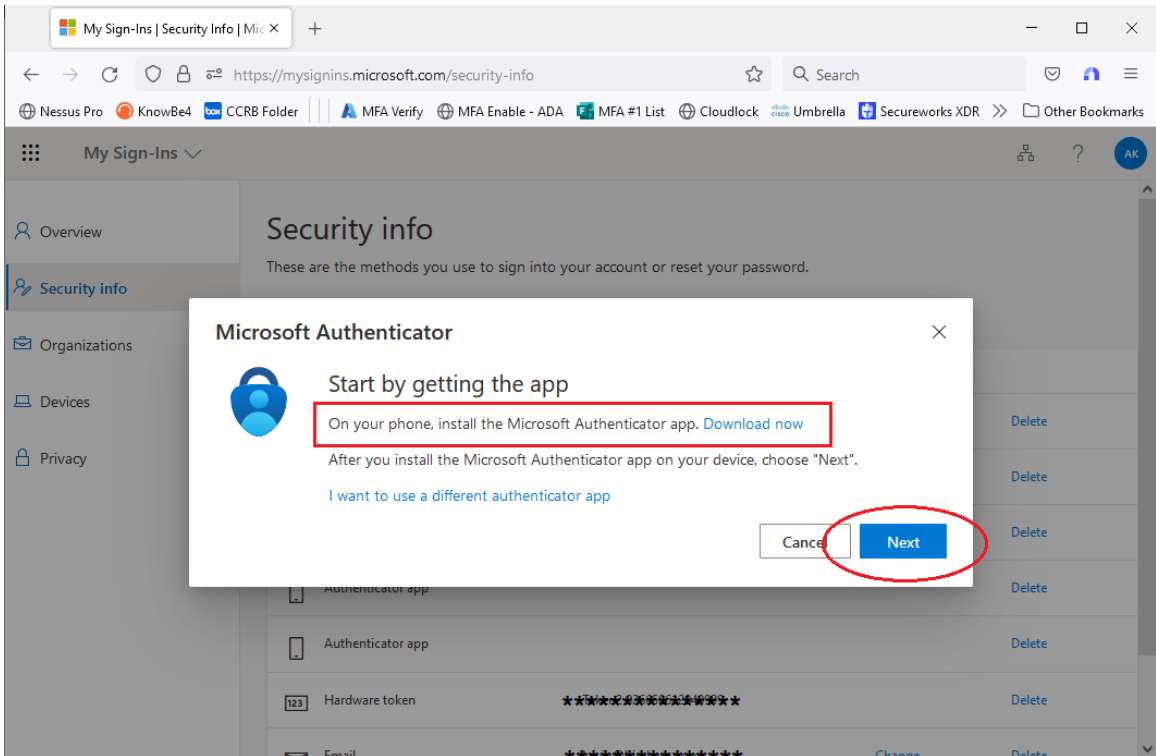 My Sign-Ins | Security Info | Mic
https://mysignins.microsoft.com/security-info
Search
Nessus Pro KnowBe4 box CCRB Folder MFA Verify MFA Enable - ADA MFA #1 List Cloudlock cisco Umbrella Secureworks XDR Other Bookmarks
My Sign-Ins ? AK
Overview
Security info
Organizations
Devices
Privacy
Security info
These are the methods you use to sign into your account or reset your password.
Microsoft Authenticator
Start by getting the app
On your phone, install the Microsoft Authenticator app. Download now
After you install the Microsoft Authenticator app on your device, choose "Next".
I want to use a different authenticator app
Cancel Next
Delete
Delete
Delete
Authenticator app Delete
Authenticator app Delete
123 Hardware token Delete
Email Change Delete